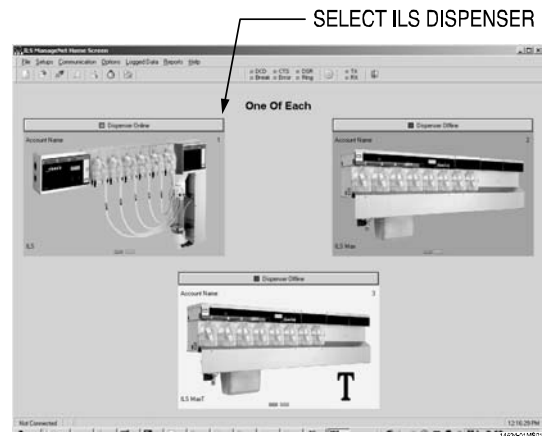 SELECT ILS DISPENSER
ILS ManageNet Home Screen
File Setups Communication Options Logged Data Reports Help
DCD CTS DSR TX
Break Error Ring RX
One Of Each
Dispenser Online
Dispenser Offline
Account Name 1
Account Name 2
ILS
ILS Max
Dispenser Offline
Account Name 3
ILS MaxT
T
Not Connected
12:16:29 PM